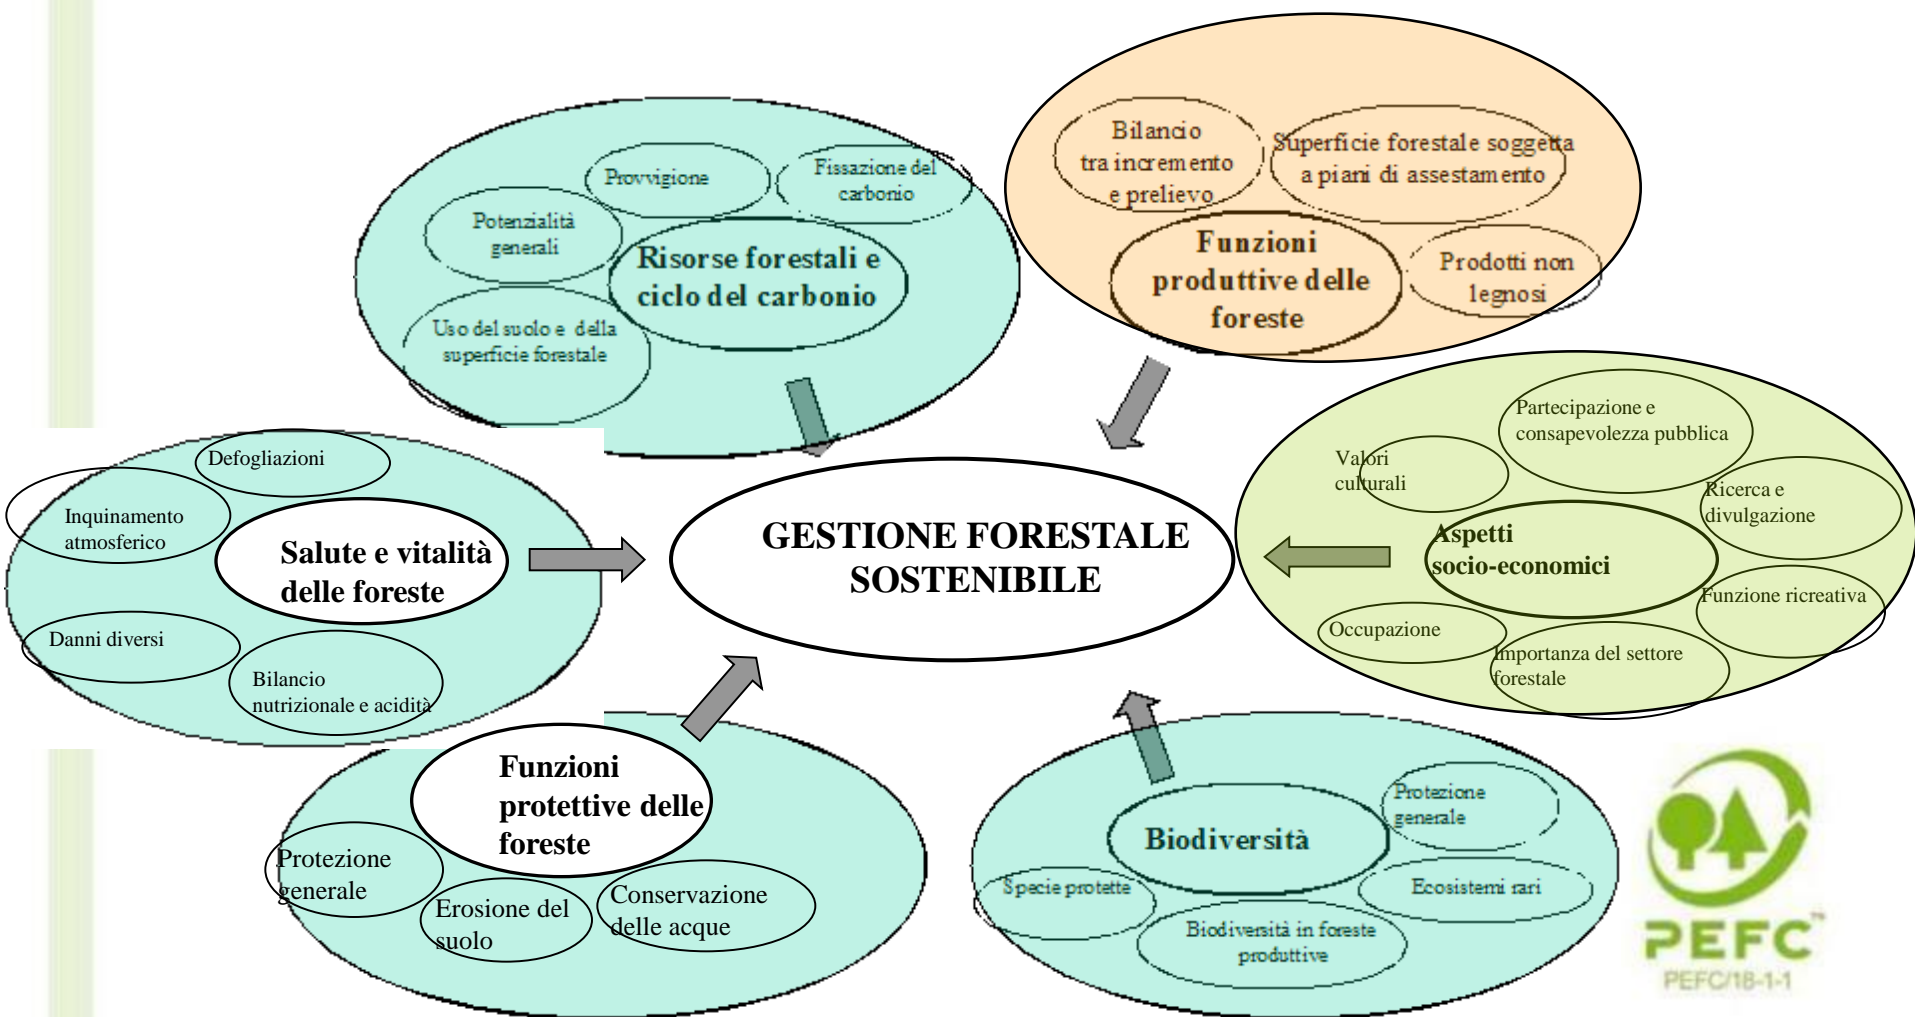 Bilancio
tra incremento
e prelievo
Superficie forestale soggetta
a piani di assestamento
Funzioni
produttive delle
foreste
Prodotti non
legnosi
Provvigione
Fissazione del
carbonio
Potenzialità
generali
Risorse forestali e
ciclo del carbonio
Uso del suolo e della
superficie forestale
Partecipazione e
consapevolezza pubblica
Valori
culturali
Ricerca e
divulgazione
Aspetti
socio-economici
Funzione ricreativa
Occupazione
Importanza del settore
forestale
Defogliazioni
Inquinamento
atmosferico
Salute e vitalità
delle foreste
Danni diversi
Bilancio
nutrizionale e acidità
GESTIONE FORESTALE
SOSTENIBILE
Funzioni
protettive delle
foreste
Protezione
generale
Erosione del
suolo
Conservazione
delle acque
Protezione
generale
Biodiversità
Specie protette
Ecosistemi rari
Biodiversità in foreste
produttive
PEFC™
PEFC/18-1-1